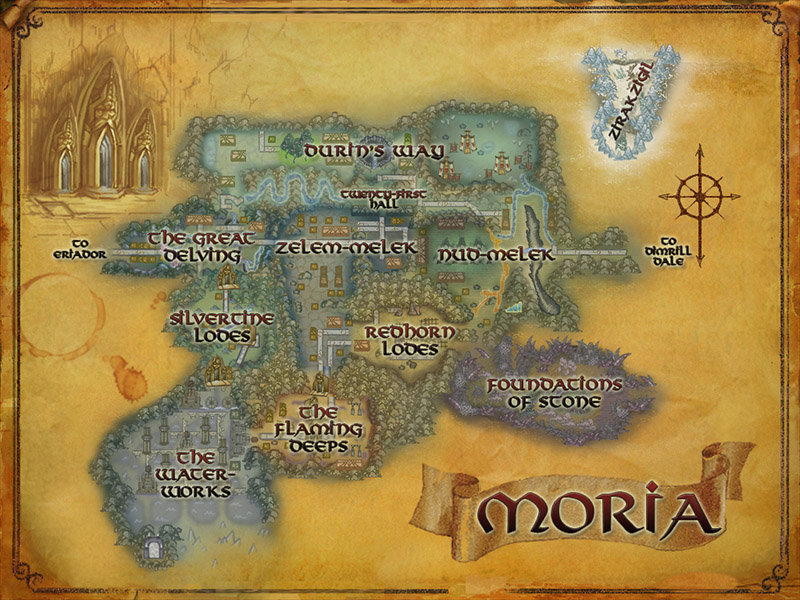 ZIRAKZIGIL
DURIN'S WAY
TWENTY-FIRST
HALL
TO
ERIADOR
THE GREAT
DELVING
ZELEM-MELEK
NUD-MELEK
TO
DIMRILL
DALE
SILVERTINE
LODES
REDHORN
LODES
FOUNDATIONS
OF STONE
THE
FLAMING
DEEPS
THE
WATER-
WORKS
MORIA